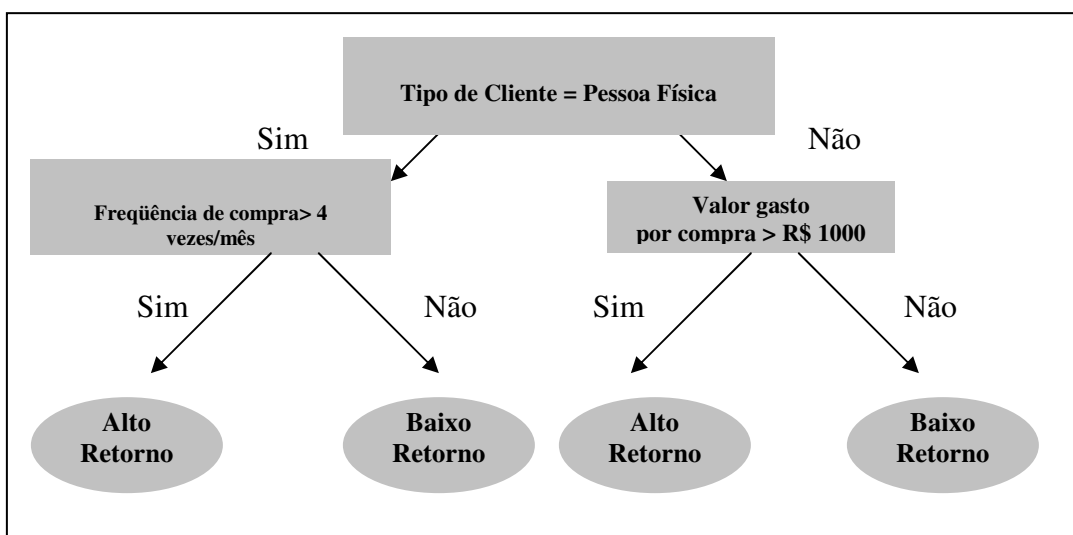 Tipo de Cliente = Pessoa Física
Sim
Não
Freqüência de compra> 4
vezes/mês
Valor gasto
por compra > R$ 1000
Sim
Não
Sim
Não
Alto
Retorno
Baixo
Retorno
Alto
Retorno
Baixo
Retorno